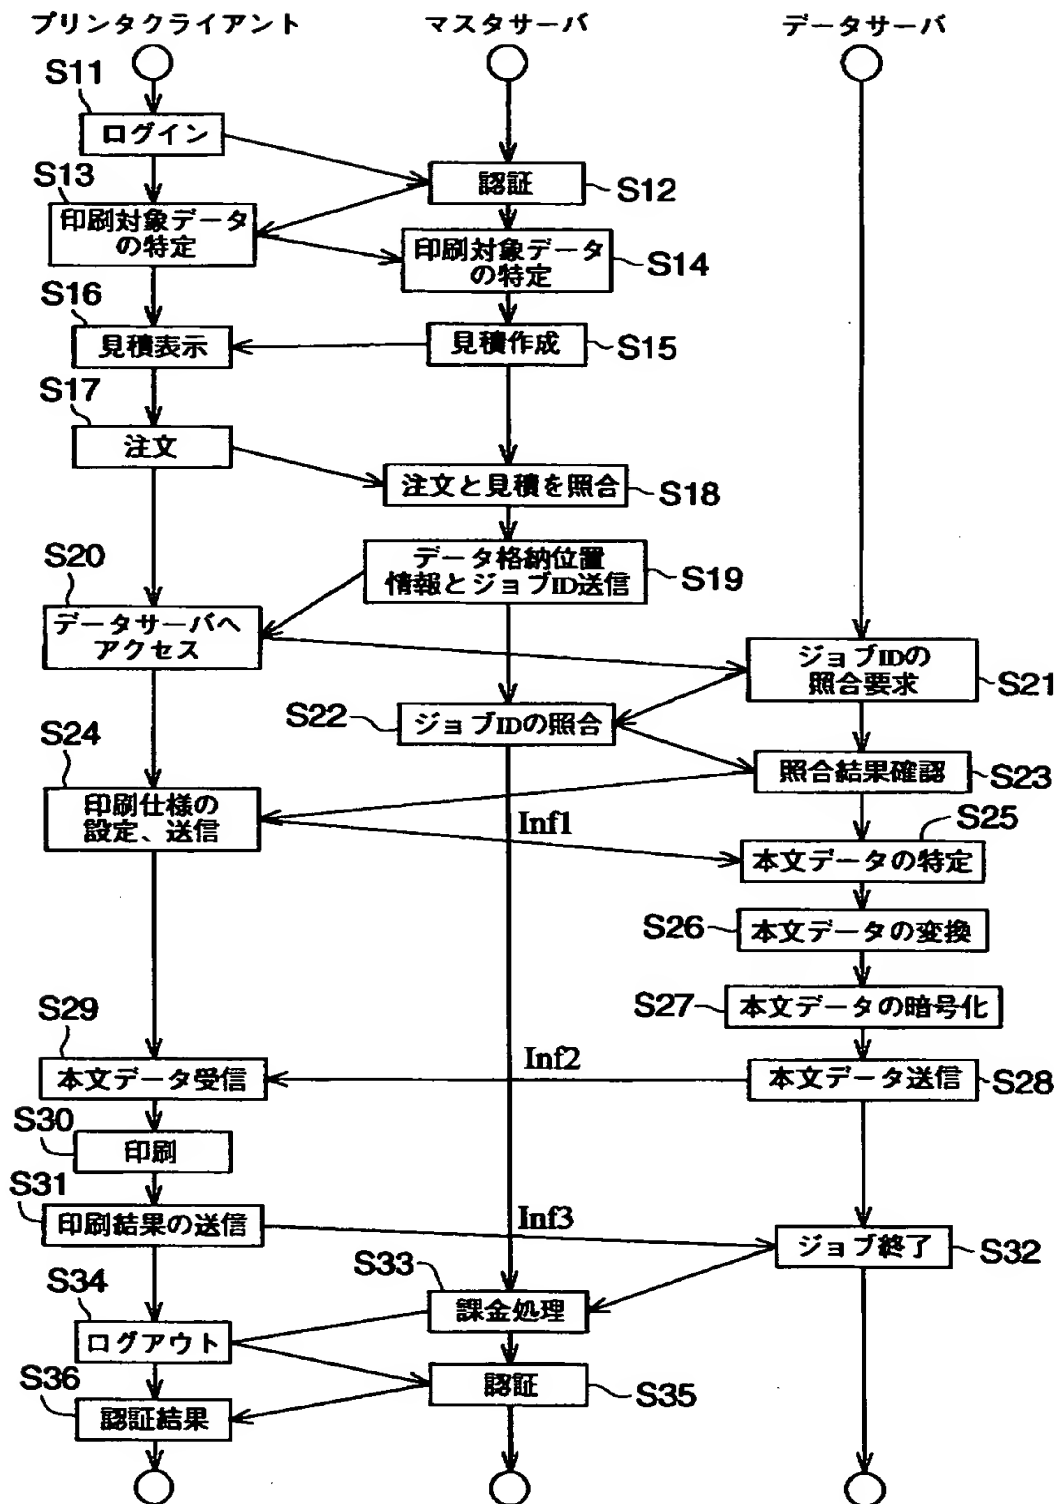 プリンタクライアント
マスタサーバ
データサーバ
S11
ログイン
S13
認証
S12
印刷対象データ
の特定
印刷対象データ
の特定
S14
S16
見積表示
見積作成
S15
S17
注文
注文と見積を照合
S18
S20
データ格納位置
情報とジョブID送信
S19
データサーバへ
アクセス
ジョブIDの
照合要求
S21
S22
ジョブIDの照合
S24
照合結果確認
S23
印刷仕様の
設定、送信
Inf1
S25
本文データの特定
S26
本文データの変換
S27
本文データの暗号化
S29
Inf2
本文データ受信
本文データ送信
S28
S30
印刷
S31
印刷結果の送信
Inf3
ジョブ終了
S32
S33
課金処理
S34
ログアウト
S36
認証
S35
認証結果